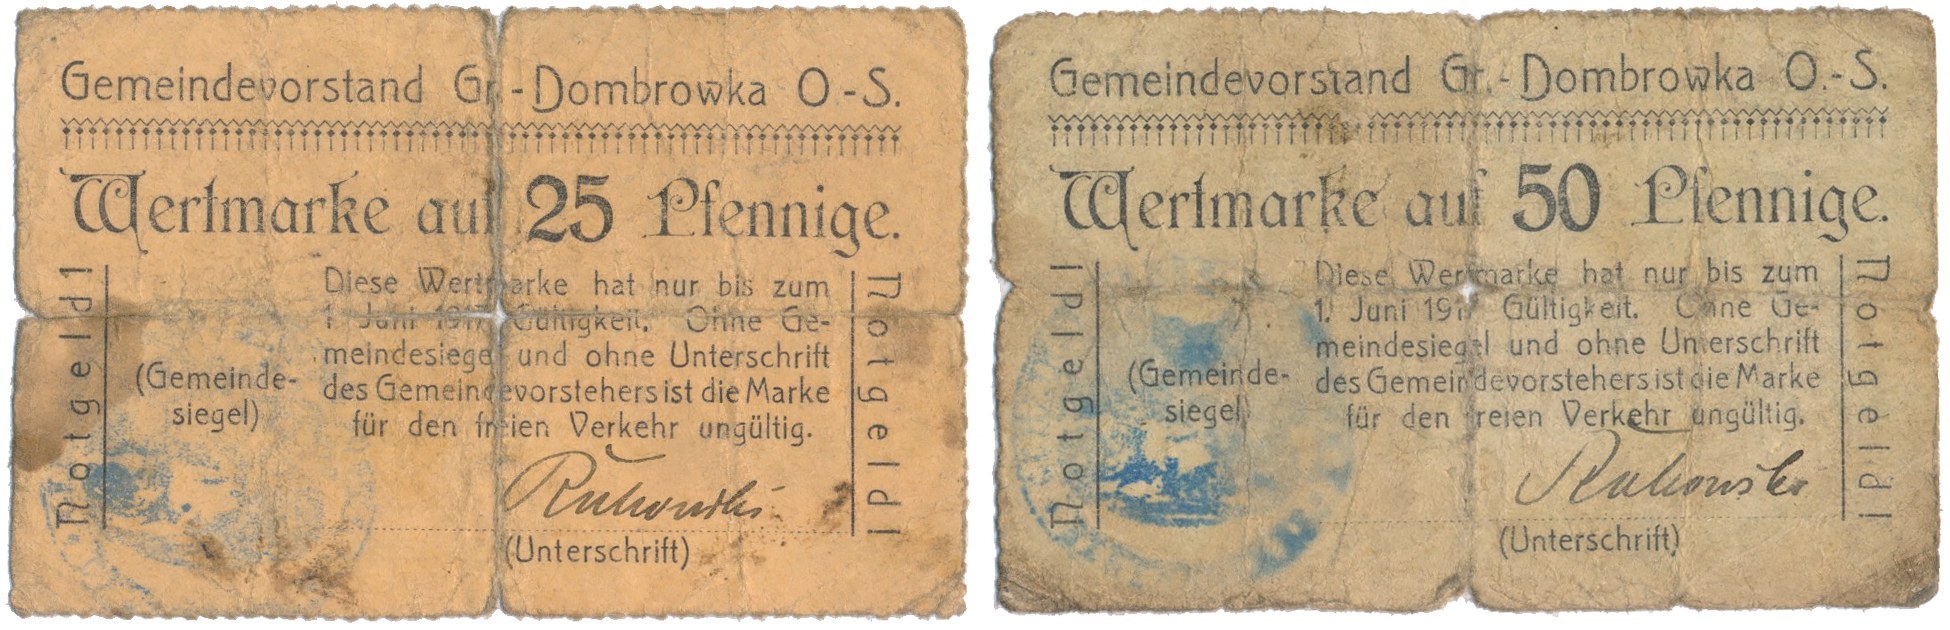 Gemeindevorstand Gr.-Dombrowka O.-S.
Wertmarke auf 25 Pfennige.
Notgeld!
(Gemeinde-
siegel)
Diese Wertmarke hat nur bis zum
1. Juni 1917 Gültigkeit. Ohne Ge-
meindesiegel und ohne Unterschrift
des Gemeindevorstehers ist die Marke
für den freien Verkehr ungültig.
(Unterschrift)
Notgeld!
Gemeindevorstand Gr.-Dombrowka O.-S.
Wertmarke auf 50 Pfennige.
Notgeld!
(Gemeinde-
siegel)
Diese Wertmarke hat nur bis zum
1. Juni 1917 Gültigkeit. Ohne Ge-
meindesiegel und ohne Unterschrift
des Gemeindevorstehers ist die Marke
für den freien Verkehr ungültig.
(Unterschrift)
Notgeld!